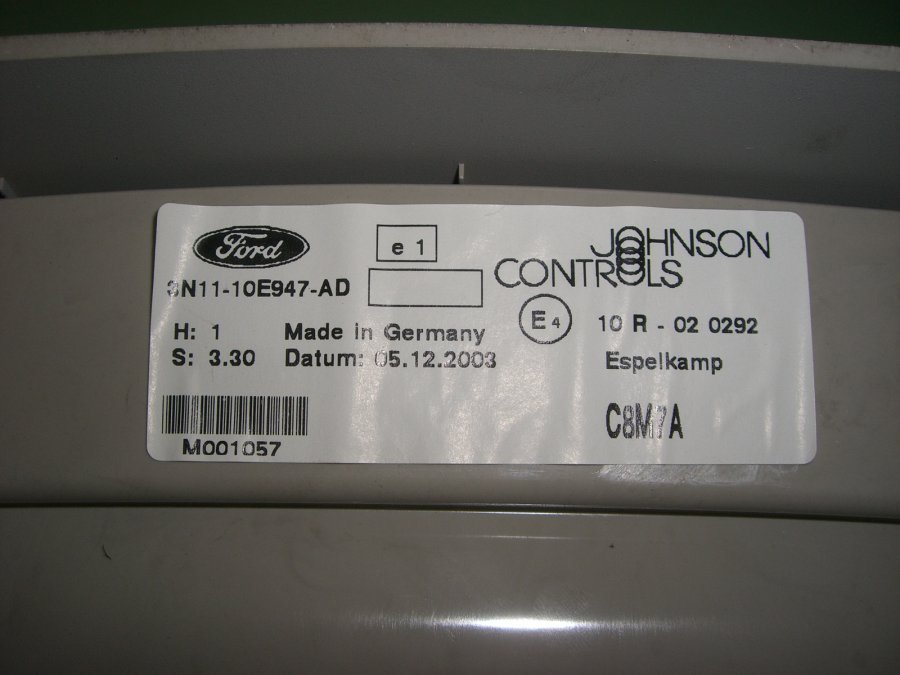 Ford
3N11-10E947-AD
e 1
JOHNSON
CONTROLS
E4
10 R - 02 0292
H: 1
Made in Germany
S: 3.30
Datum: 05.12.2003
Espelkamp
C8M7A
M001057